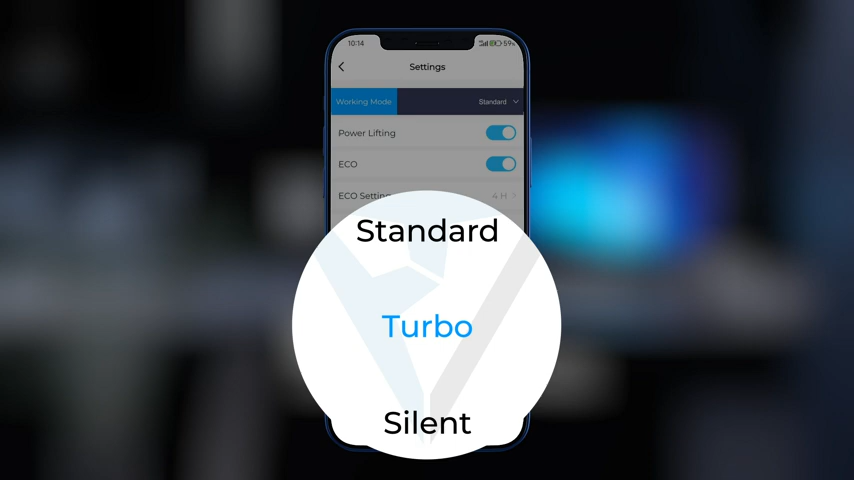 10:14
59%
Settings
Working Mode
Standard
Power Lifting
ECO
ECO Setting
4 H
Standard
Turbo
Silent